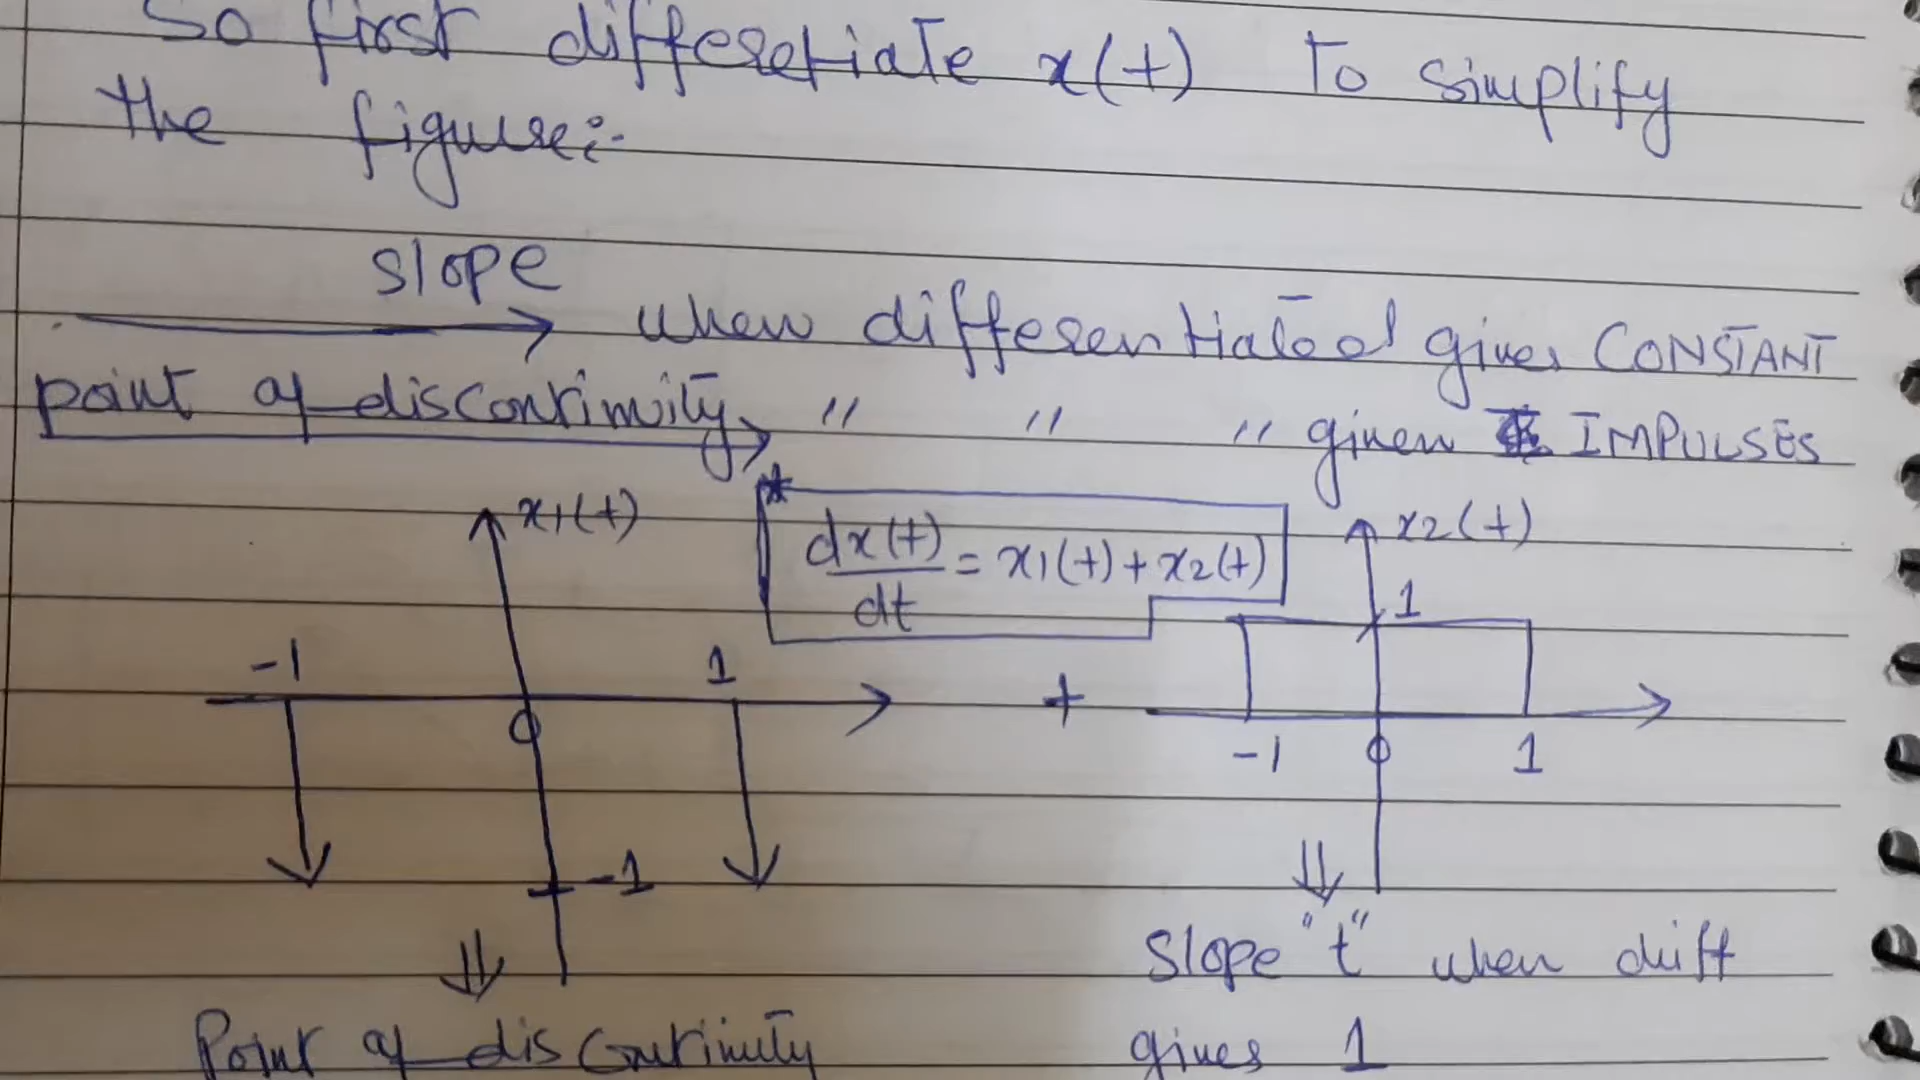 So first differetiate x(t) To simplify
the figure:-
slope
when differentiated gives CONSTANT
point of discontinuity " " " given IMPULSES
x1(t)
* dx(t)/dt = x1(t) + x2(t)
x2(t)
1
-1 1
0
+
-1 0 1
-1
Slope "t" when diff
Point of discontinuity gives 1